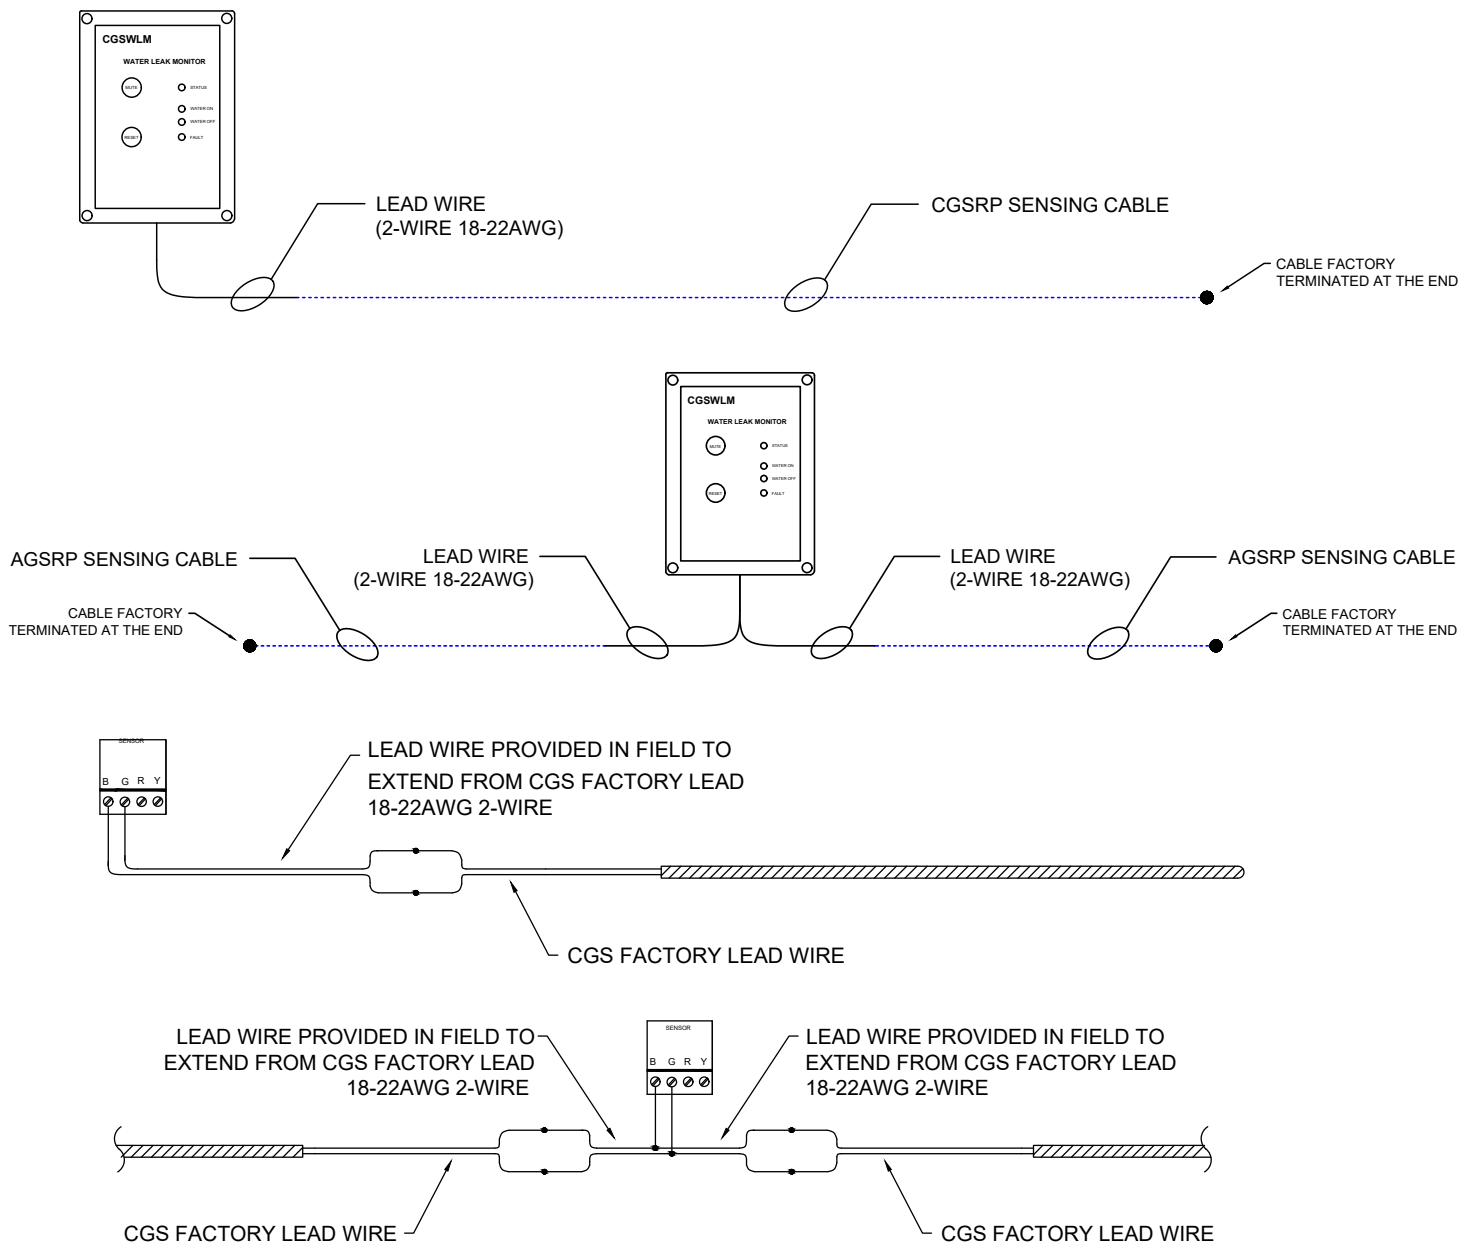 CGSWLM
WATER LEAK MONITOR
MUTE
STATUS
WATER ON
WATER OFF
RESET
FAULT
LEAD WIRE
(2-WIRE 18-22AWG)
CGSRP SENSING CABLE
CABLE FACTORY
TERMINATED AT THE END
CGSWLM
WATER LEAK MONITOR
MUTE
STATUS
WATER ON
WATER OFF
RESET
FAULT
AGSRP SENSING CABLE
LEAD WIRE
(2-WIRE 18-22AWG)
LEAD WIRE
(2-WIRE 18-22AWG)
AGSRP SENSING CABLE
CABLE FACTORY
TERMINATED AT THE END
CABLE FACTORY
TERMINATED AT THE END
SENSOR
B G R Y
LEAD WIRE PROVIDED IN FIELD TO
EXTEND FROM CGS FACTORY LEAD
18-22AWG 2-WIRE
CGS FACTORY LEAD WIRE
LEAD WIRE PROVIDED IN FIELD TO
EXTEND FROM CGS FACTORY LEAD
18-22AWG 2-WIRE
SENSOR
B G R Y
LEAD WIRE PROVIDED IN FIELD TO
EXTEND FROM CGS FACTORY LEAD
18-22AWG 2-WIRE
CGS FACTORY LEAD WIRE
CGS FACTORY LEAD WIRE